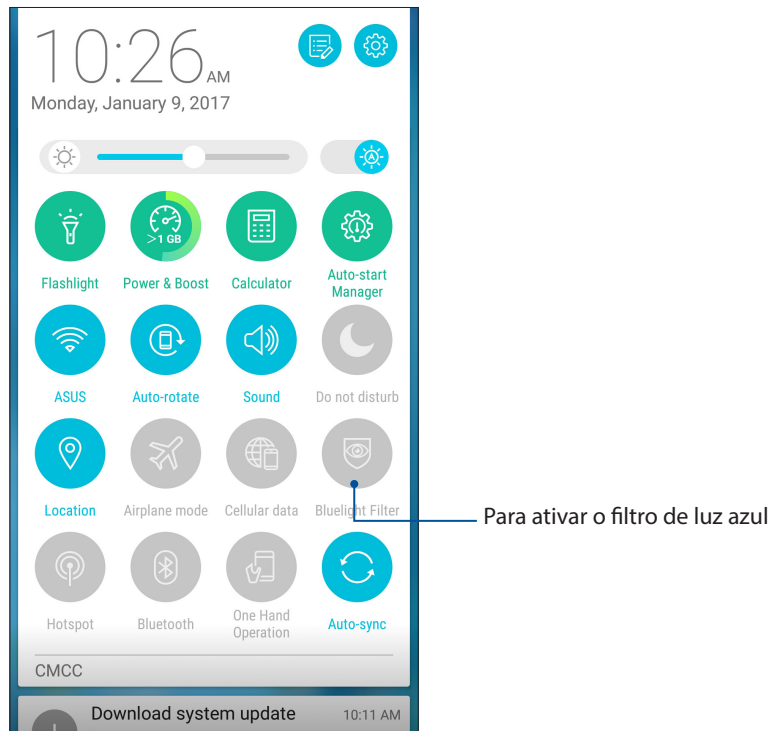 10:26 AM
Monday, January 9, 2017
A
>1 GB
Flashlight Power & Boost Calculator Auto-start
Manager
ASUS Auto-rotate Sound Do not disturb
Location Airplane mode Cellular data Bluelight Filter
Para ativar o filtro de luz azul
Hotspot Bluetooth One Hand
Operation Auto-sync
CMCC
Download system update 10:11 AM